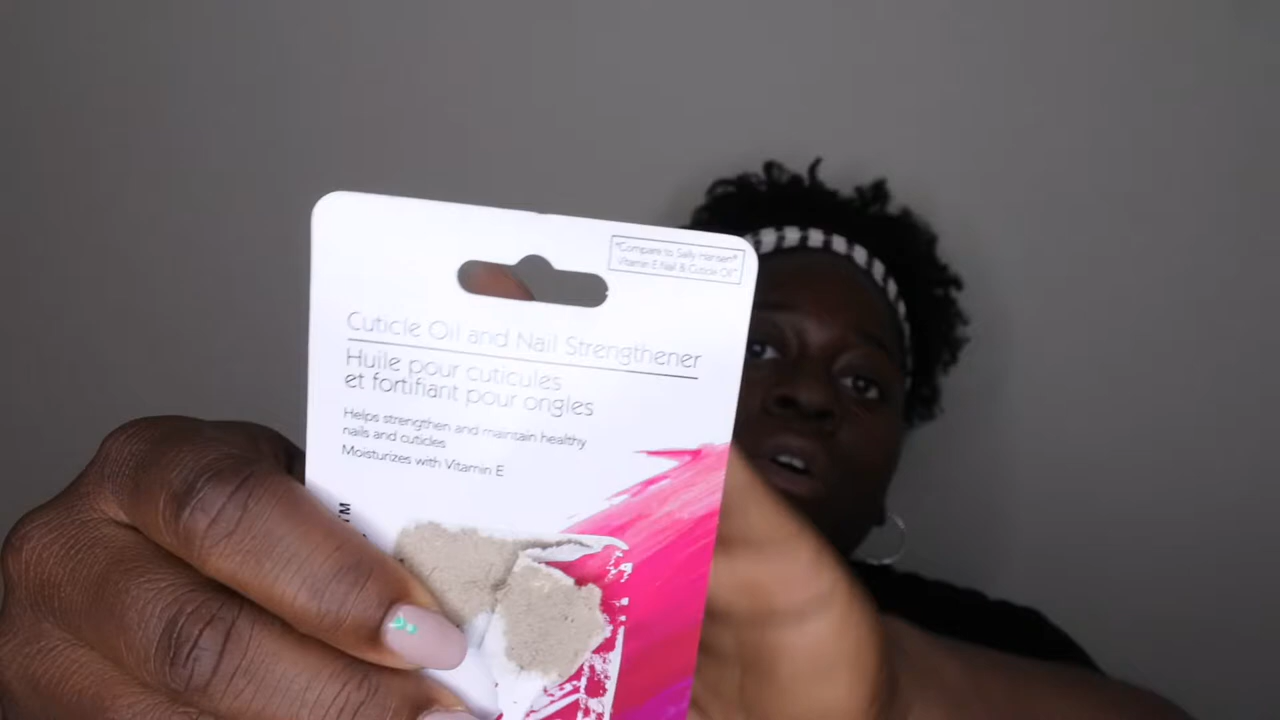 "Compare to Sally Hansen®
Vitamin E Nail & Cuticle Oil"
Cuticle Oil and Nail Strengthener
Huile pour cuticules
et fortifiant pour ongles
Helps strengthen and maintain healthy
nails and cuticles
Moisturizes with Vitamin E
TM